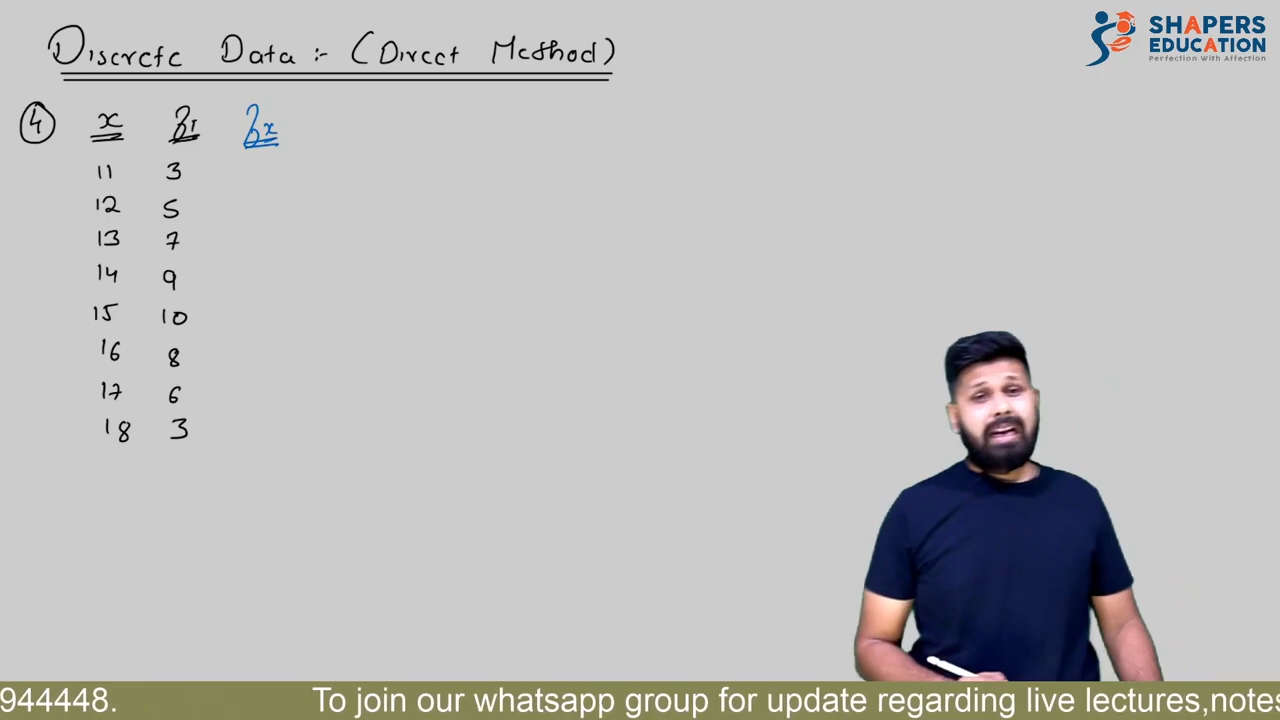 Discrete Data :- (Direct Method)
SHAPERS
EDUCATION
Perfection With Affection
4 x f fx
11 3
12 5
13 7
14 9
15 10
16 8
17 6
18 3
944448. To join our whatsapp group for update regarding live lectures,notes